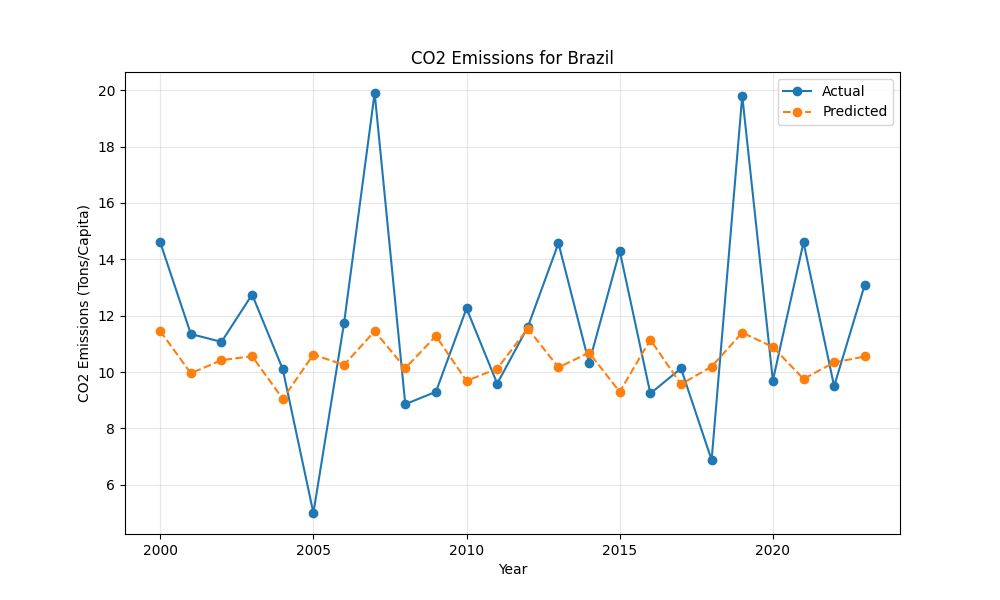 CO2 Emissions for Brazil
Actual
Predicted
CO2 Emissions (Tons/Capita)
20
18
16
14
12
10
8
6
2000 2005 2010 2015 2020
Year